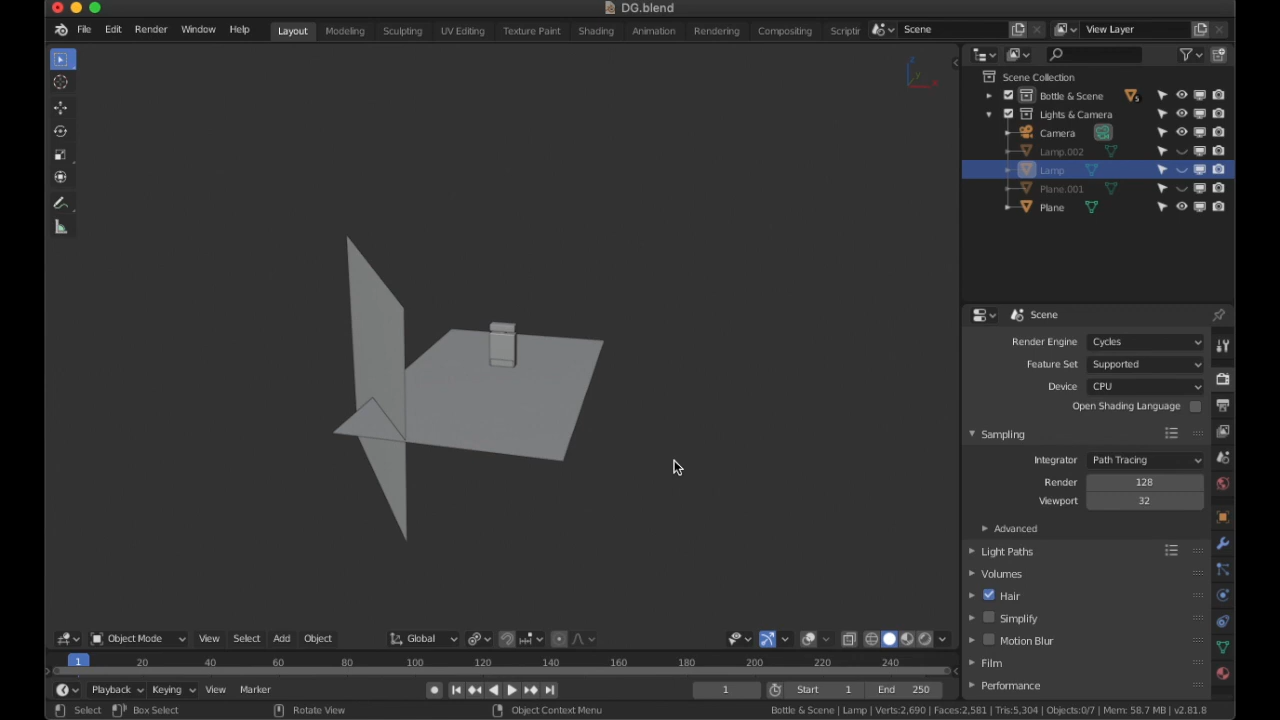 DG.blend
File Edit Render Window Help Layout Modeling Sculpting UV Editing Texture Paint Shading Animation Rendering Compositing Scriptir Scene View Layer
Scene Collection
Bottle & Scene 5
Lights & Camera
Camera
Lamp.002
Lamp
Plane.001
Plane
Z
Y
X
Scene
Render Engine Cycles
Feature Set Supported
Device CPU
Open Shading Language
Sampling
Integrator Path Tracing
Render 128
Viewport 32
Advanced
Light Paths
Volumes
Hair
Simplify
Motion Blur
Film
Performance
Object Mode View Select Add Object Global
1 20 40 60 80 100 120 140 160 180 200 220 240
Playback Keying View Marker 1 Start 1 End 250
Select Box Select Rotate View Object Context Menu Bottle & Scene | Lamp | Verts:2,690 | Faces:2,581 | Tris:5,304 | Objects:0/7 | Mem: 58.7 MB | v2.81.8